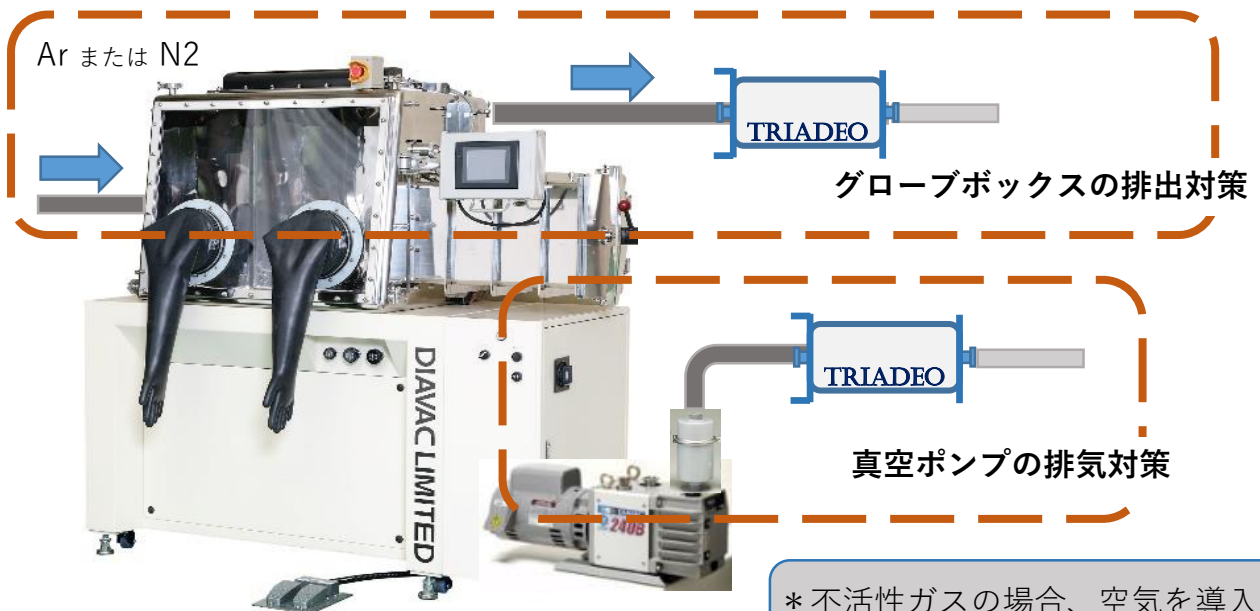 Ar または N2
TRIADEO
グローブボックスの排出対策
TRIADEO
真空ポンプの排気対策
DIAVAC LIMITED
240B
＊不活性ガスの場合、空気を導入